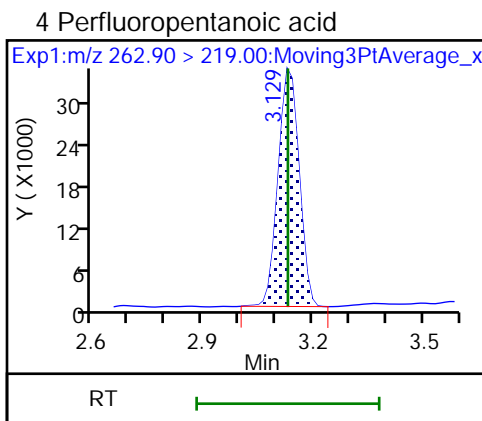 4 Perfluoropentanoic acid
Exp1:m/z 262.90 > 219.00:Moving3PtAverage_x
3.129
Y ( X1000)
30
24
18
12
6
0
2.6 2.9 3.2 3.5
Min
RT